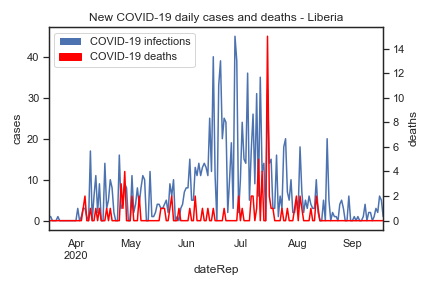 New COVID-19 daily cases and deaths - Liberia
COVID-19 infections
COVID-19 deaths
40
30
20
10
0
cases
14
12
10
8
6
4
2
0
deaths
Apr
2020
May
Jun
Jul
Aug
Sep
dateRep